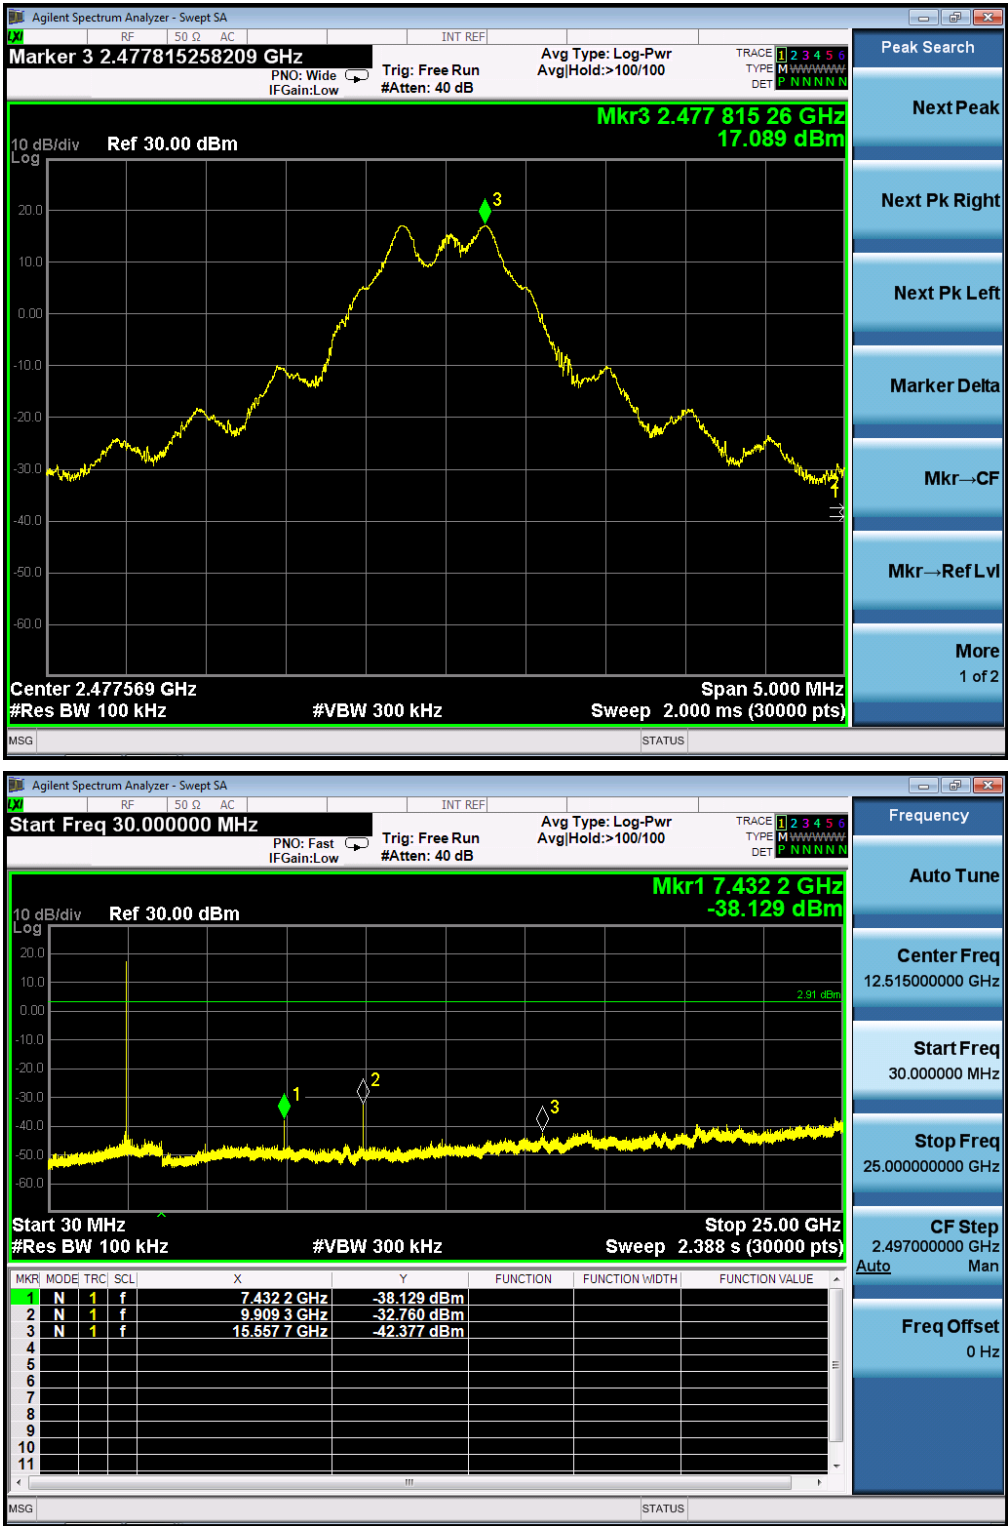 Agilent Spectrum Analyzer - Swept SA
LXI RF 50 Ω AC INT REF
Marker 3 2.477815258209 GHz
PNO: Wide
IFGain:Low
Trig: Free Run
#Atten: 40 dB
Avg Type: Log-Pwr
Avg|Hold:>100/100
TRACE 1 2 3 4 5 6
TYPE M WWWWW
DET P N N N N N
Mkr3 2.477 815 26 GHz
17.089 dBm
10 dB/div Ref 30.00 dBm
Log
3
20.0
10.0
0.00
-10.0
-20.0
-30.0
-40.0
-50.0
-60.0
Center 2.477569 GHz Span 5.000 MHz
#Res BW 100 kHz #VBW 300 kHz Sweep 2.000 ms (30000 pts)
MSG STATUS
Peak Search
Next Peak
Next Pk Right
Next Pk Left
Marker Delta
Mkr→CF
Mkr→Ref Lvl
More
1 of 2
Agilent Spectrum Analyzer - Swept SA
LXI RF 50 Ω AC INT REF
Start Freq 30.000000 MHz
PNO: Fast
IFGain:Low
Trig: Free Run
#Atten: 40 dB
Avg Type: Log-Pwr
Avg|Hold:>100/100
TRACE 1 2 3 4 5 6
TYPE M WWWWW
DET P N N N N N
Mkr1 7.432 2 GHz
-38.129 dBm
10 dB/div Ref 30.00 dBm
Log
20.0
10.0
2.91 dBm
0.00
-10.0
-20.0
-30.0
-40.0
-50.0
-60.0
1
2
3
Start 30 MHz Stop 25.00 GHz
#Res BW 100 kHz #VBW 300 kHz Sweep 2.388 s (30000 pts)
MKR MODE TRC SCL X Y FUNCTION FUNCTION WIDTH FUNCTION VALUE
1 N 1 f 7.432 2 GHz -38.129 dBm
2 N 1 f 9.909 3 GHz -32.760 dBm
3 N 1 f 15.557 7 GHz -42.377 dBm
4
5
6
7
8
9
10
11
MSG STATUS
Frequency
Auto Tune
Center Freq
12.515000000 GHz
Start Freq
30.000000 MHz
Stop Freq
25.000000000 GHz
CF Step
2.497000000 GHz
Auto Man
Freq Offset
0 Hz